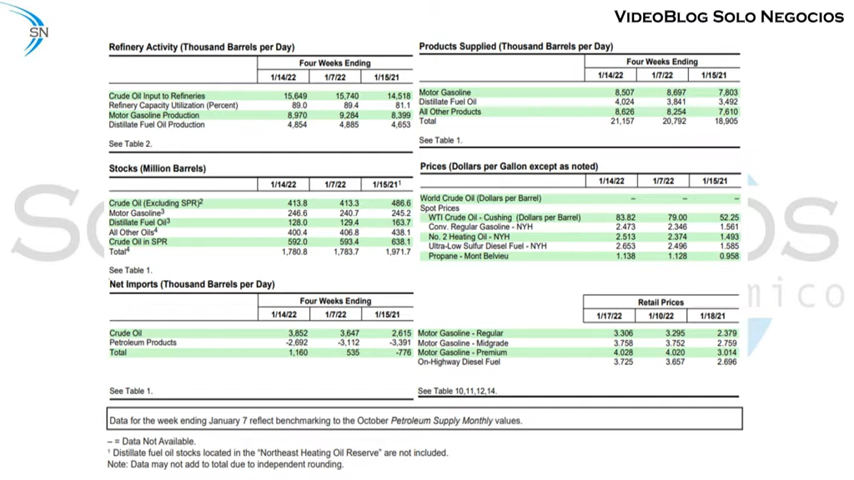 SN
VIDEOBLOG SOLO NEGOCIOS
Refinery Activity (Thousand Barrels per Day)
Four Weeks Ending
1/14/22 1/7/22 1/15/21
Crude Oil Input to Refineries 15,649 15,740 14,518
Refinery Capacity Utilization (Percent) 89.0 89.4 81.1
Motor Gasoline Production 8,970 9,284 8,399
Distillate Fuel Oil Production 4,854 4,885 4,653
See Table 2.
Products Supplied (Thousand Barrels per Day)
Four Weeks Ending
1/14/22 1/7/22 1/15/21
Motor Gasoline 8,507 8,697 7,803
Distillate Fuel Oil 4,024 3,841 3,492
All Other Products 8,626 8,254 7,610
Total 21,157 20,792 18,905
See Table 1.
Stocks (Million Barrels)
1/14/22 1/7/22 1/15/21¹
Crude Oil (Excluding SPR)² 413.8 413.3 486.6
Motor Gasoline³ 246.6 240.7 245.2
Distillate Fuel Oil³ 128.0 129.4 163.7
All Other Oils⁴ 400.4 406.8 438.1
Crude Oil in SPR 592.0 593.4 638.1
Total⁴ 1,780.8 1,783.7 1,971.7
See Table 1.
Prices (Dollars per Gallon except as noted)
1/14/22 1/7/22 1/15/21
World Crude Oil (Dollars per Barrel) – – –
Spot Prices
WTI Crude Oil - Cushing (Dollars per Barrel) 83.82 79.00 52.25
Conv. Regular Gasoline - NYH 2.473 2.346 1.561
No. 2 Heating Oil - NYH 2.513 2.374 1.493
Ultra-Low Sulfur Diesel Fuel - NYH 2.653 2.496 1.585
Propane - Mont Belvieu 1.138 1.128 0.958
Net Imports (Thousand Barrels per Day)
Four Weeks Ending
1/14/22 1/7/22 1/15/21
Crude Oil 3,852 3,647 2,615
Petroleum Products -2,692 -3,112 -3,391
Total 1,160 535 -776
See Table 1.
Retail Prices
1/17/22 1/10/22 1/18/21
Motor Gasoline - Regular 3.306 3.295 2.379
Motor Gasoline - Midgrade 3.758 3.752 2.759
Motor Gasoline - Premium 4.028 4.020 3.014
On-Highway Diesel Fuel 3.725 3.657 2.696
See Table 10,11,12,14.
Data for the week ending January 7 reflect benchmarking to the October Petroleum Supply Monthly values.
– = Data Not Available.
¹ Distillate fuel oil stocks located in the "Northeast Heating Oil Reserve" are not included.
Note: Data may not add to total due to independent rounding.